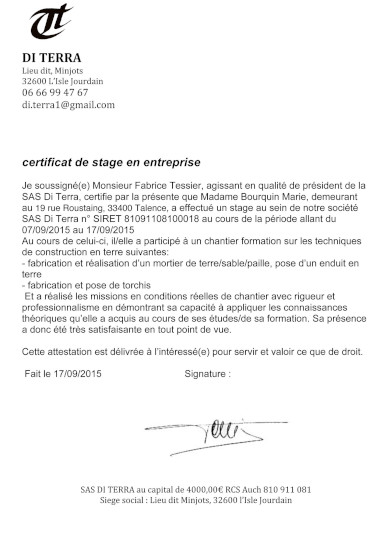 DI TERRA
Lieu dit, Minjots
32600 L'Isle Jourdain
06 66 99 47 67
di.terra1@gmail.com
certificat de stage en entreprise
Je soussigné(e) Monsieur Fabrice Tessier, agissant en qualité de président de la
SAS Di Terra, certifie par la présente que Madame Bourquin Marie, demeurant
au 19 rue Roustaing, 33400 Talence, a effectué un stage au sein de notre société
SAS Di Terra n° SIRET 81091108100018 au cours de la période allant du
07/09/2015 au 17/09/2015
Au cours de celui-ci, il/elle a participé à un chantier formation sur les techniques
de construction en terre suivantes:
- fabrication et réalisation d'un mortier de terre/sable/paille, pose d'un enduit en
terre
- fabrication et pose de torchis
Et a réalisé les missions en conditions réelles de chantier avec rigueur et
professionnalisme en démontrant sa capacité à appliquer les connaissances
théoriques qu'elle a acquis au cours de ses études/de sa formation. Sa présence
a donc été très satisfaisante en tout point de vue.
Cette attestation est délivrée à l'intéressé(e) pour servir et valoir ce que de droit.
Fait le 17/09/2015 Signature :
SAS DI TERRA au capital de 4000,00€ RCS Auch 810 911 081
Siege social : Lieu dit Minjots, 32600 l'Isle Jourdain